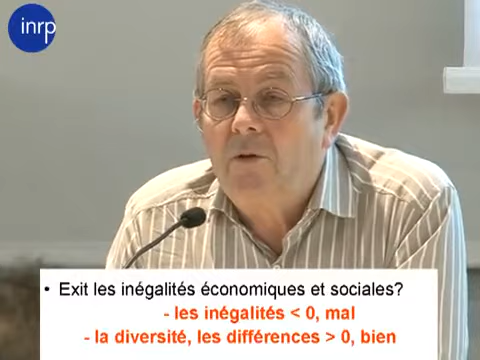 inrp
• Exit les inégalités économiques et sociales?
- les inégalités < 0, mal
- la diversité, les différences > 0, bien